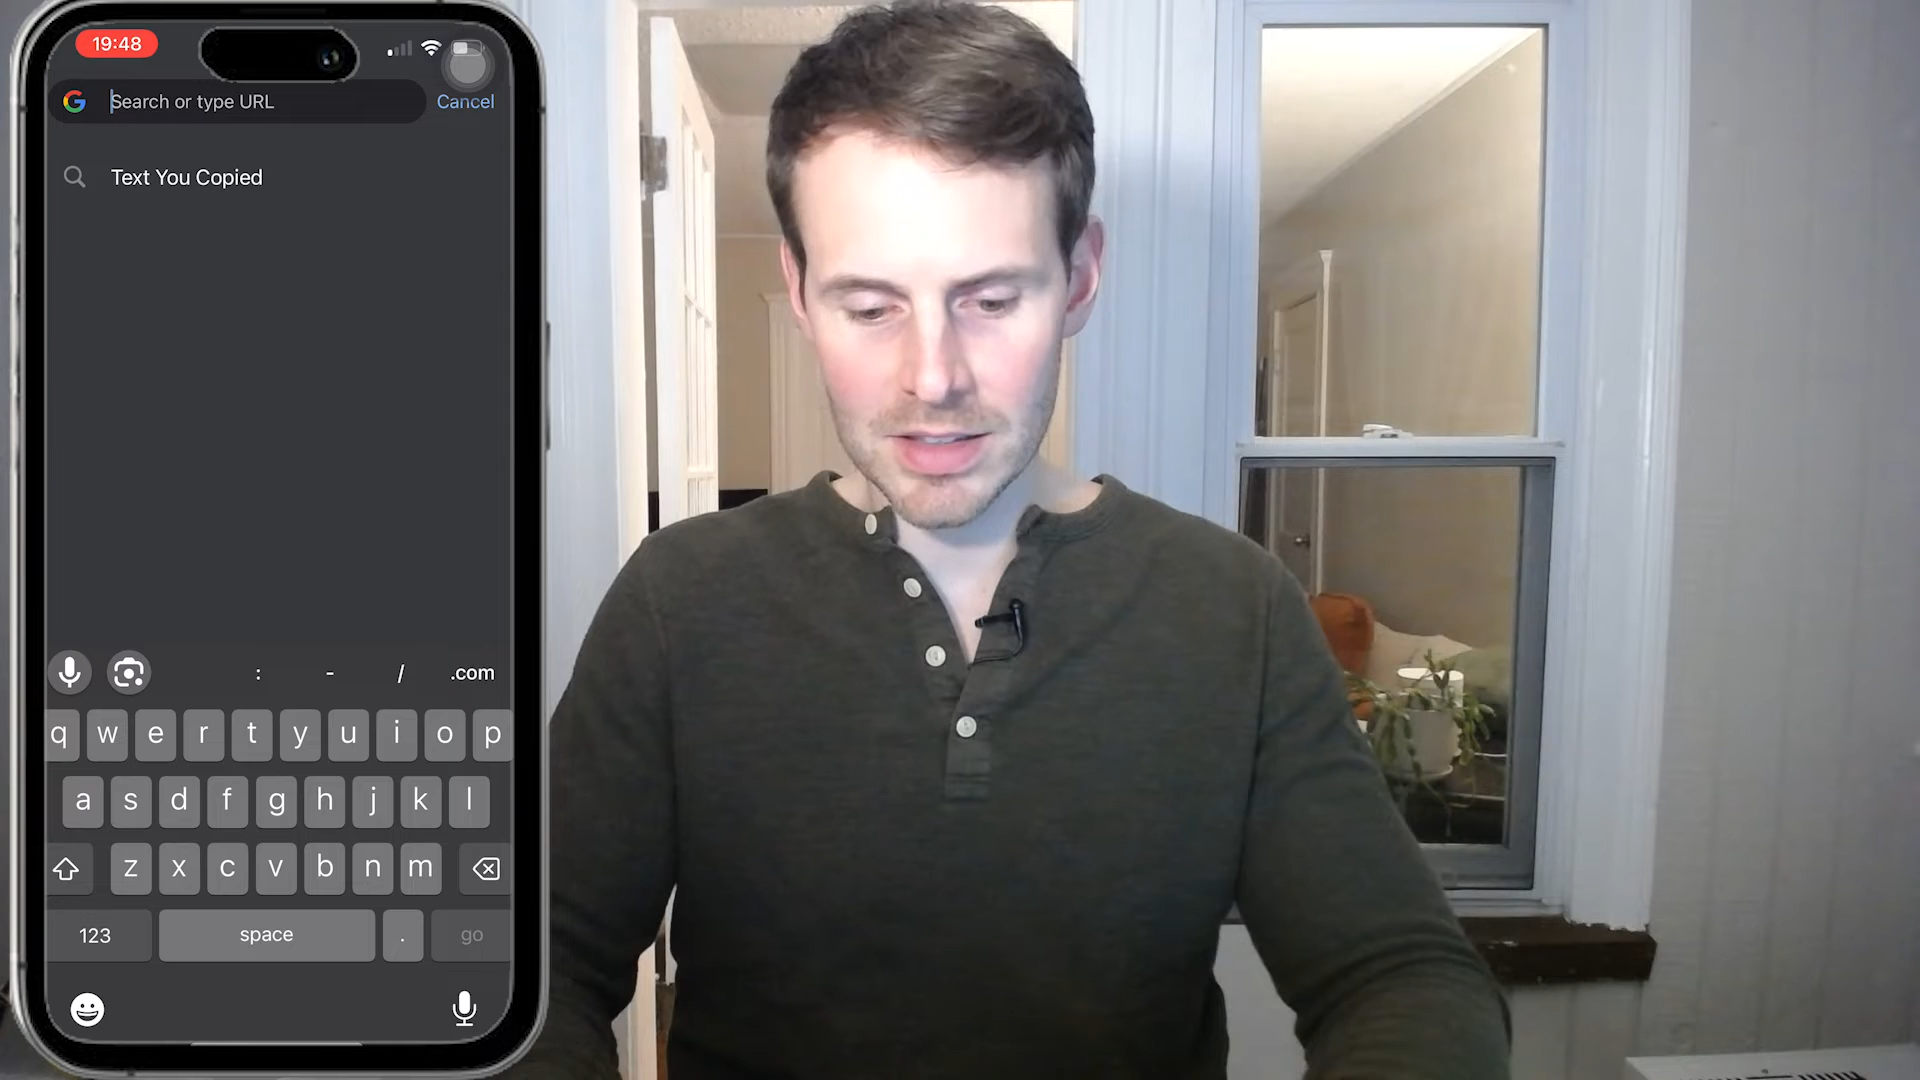 19:48
Search or type URL
Cancel
Text You Copied
: - / .com
q w e r t y u i o p
a s d f g h j k l
z x c v b n m
123 space . go